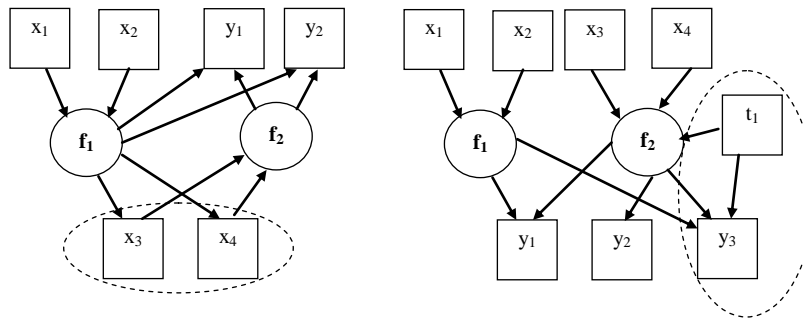 x₁ x₂ y₁ y₂
f₁ f₂
x₃ x₄
x₁ x₂ x₃ x₄
t₁
f₁ f₂
y₁ y₂ y₃